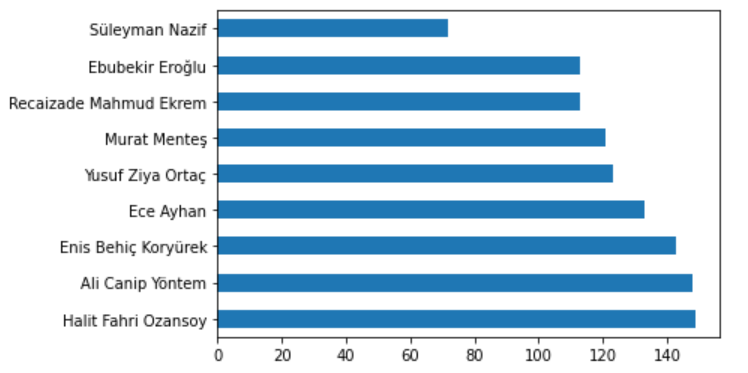 Süleyman Nazif
Ebubekir Eroğlu
Recaizade Mahmud Ekrem
Murat Menteş
Yusuf Ziya Ortaç
Ece Ayhan
Enis Behiç Koryürek
Ali Canip Yöntem
Halit Fahri Ozansoy
0 20 40 60 80 100 120 140